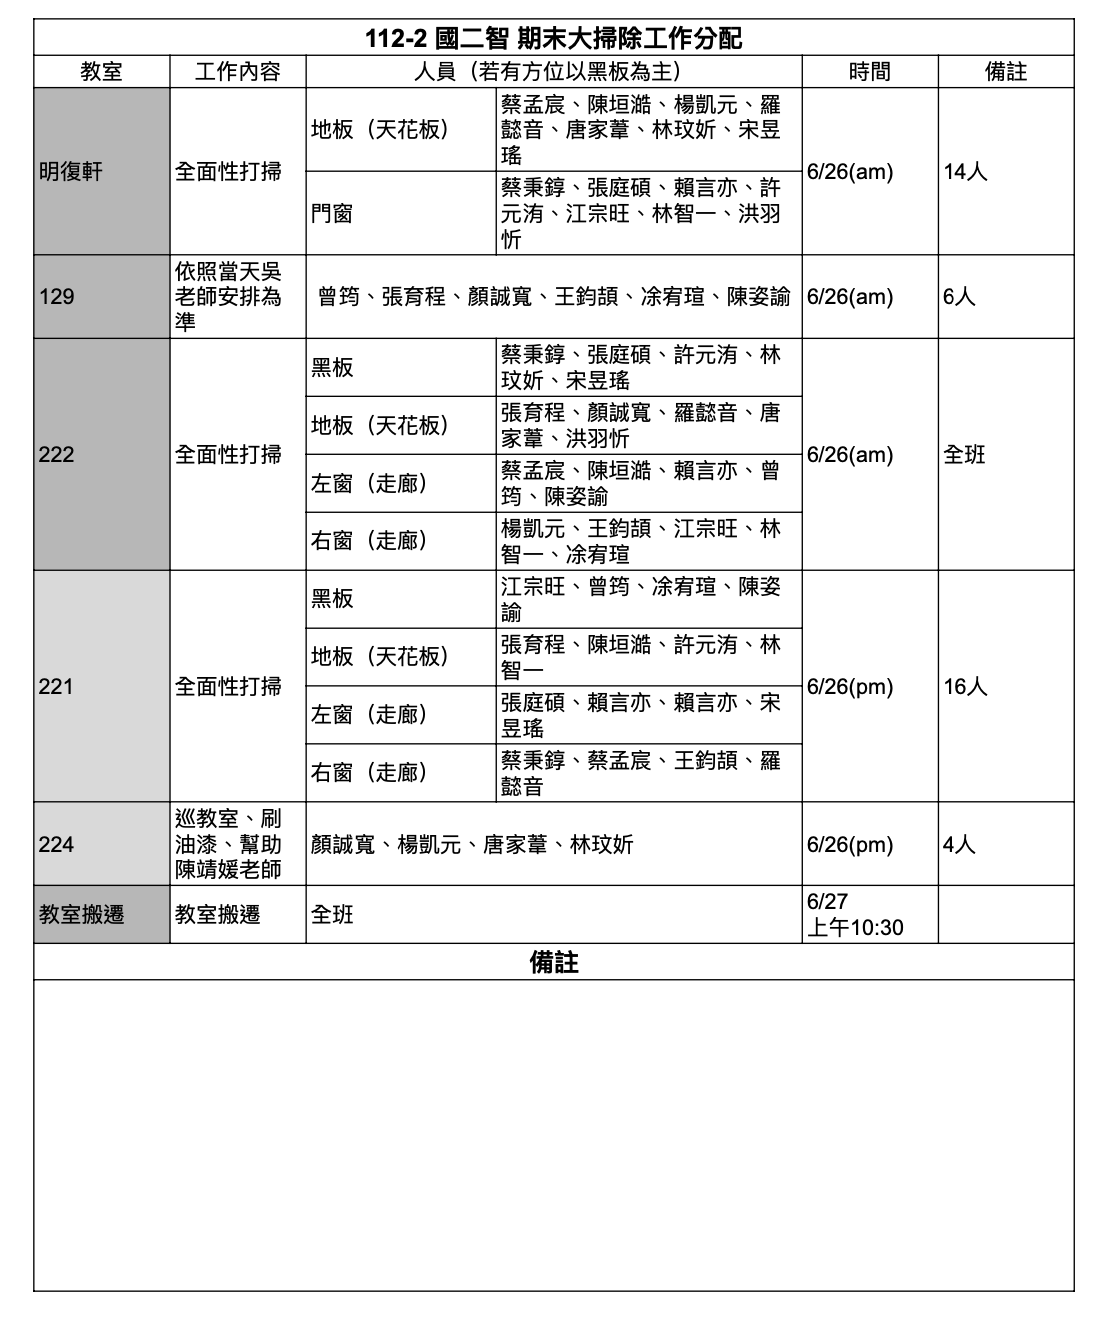 112-2 國二智 期末大掃除工作分配
教室 工作內容 人員（若有方位以黑板為主） 時間 備註
明復軒 全面性打掃 地板（天花板）
蔡孟宸、陳垣澔、楊凱元、羅
懿音、唐家葦、林玟妡、宋昱
瑤
門窗
蔡秉錞、張庭碩、賴言亦、許
元洧、江宗旺、林智一、洪羽
忻
6/26(am) 14人
129
依照當天吳
老師安排為
準
曾筠、張育程、顏誠寬、王鈞頡、凃宥瑄、陳姿諭 6/26(am) 6人
222 全面性打掃
黑板
蔡秉錞、張庭碩、許元洧、林
玟妡、宋昱瑤
地板（天花板）
張育程、顏誠寬、羅懿音、唐
家葦、洪羽忻
左窗（走廊）
蔡孟宸、陳垣澔、賴言亦、曾
筠、陳姿諭
右窗（走廊）
楊凱元、王鈞頡、江宗旺、林
智一、凃宥瑄
6/26(am) 全班
221 全面性打掃
黑板
江宗旺、曾筠、凃宥瑄、陳姿
諭
地板（天花板）
張育程、陳垣澔、許元洧、林
智一
左窗（走廊）
張庭碩、賴言亦、賴言亦、宋
昱瑤
右窗（走廊）
蔡秉錞、蔡孟宸、王鈞頡、羅
懿音
6/26(pm) 16人
224
巡教室、刷
油漆、幫助
陳靖媛老師
顏誠寬、楊凱元、唐家葦、林玟妡 6/26(pm) 4人
教室搬遷 教室搬遷 全班
6/27
上午10:30
備註